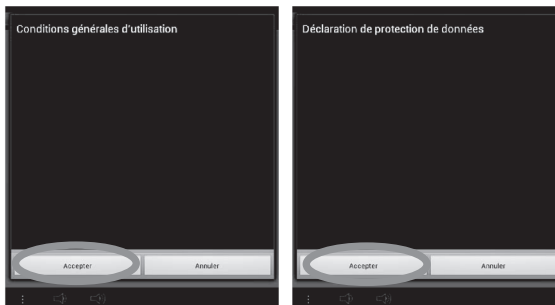 Conditions générales d'utilisation
Accepter
Annuler
Déclaration de protection de données
Accepter
Annuler